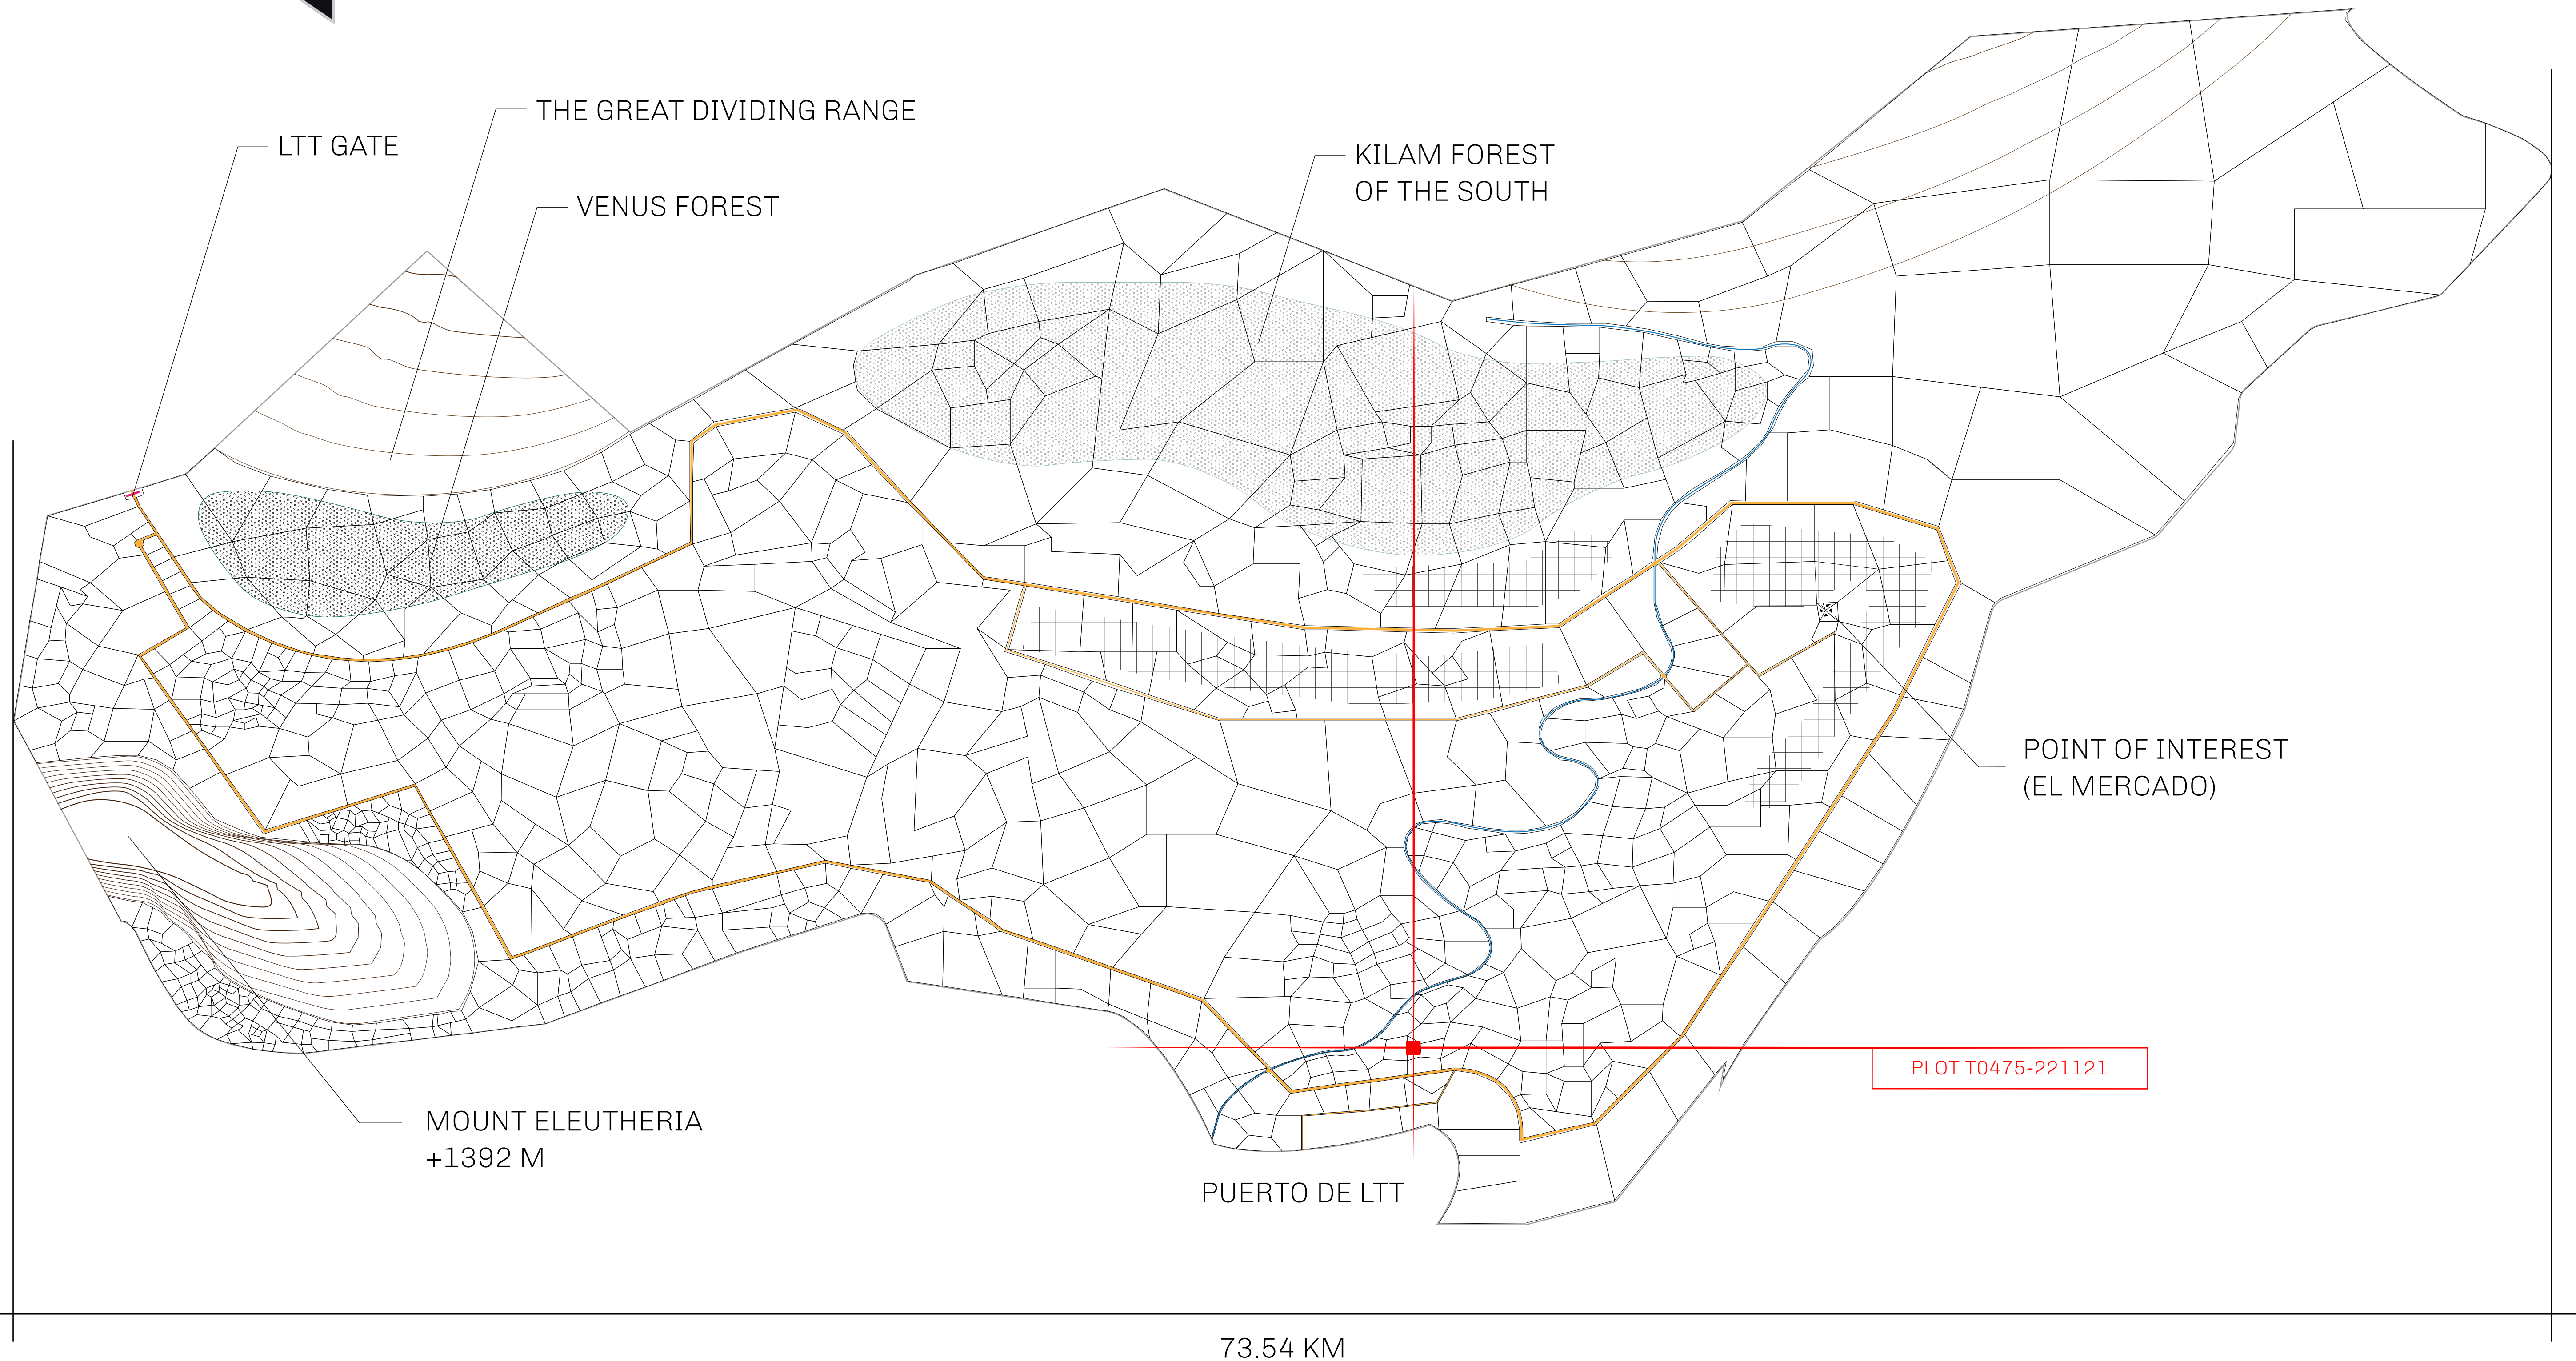 THE GREAT DIVIDING RANGE
LTT GATE
VENUS FOREST
KILAM FOREST
OF THE SOUTH
POINT OF INTEREST
(EL MERCADO)
PLOT T0475-221121
MOUNT ELEUTHERIA
+1392 M
PUERTO DE LTT
73.54 KM